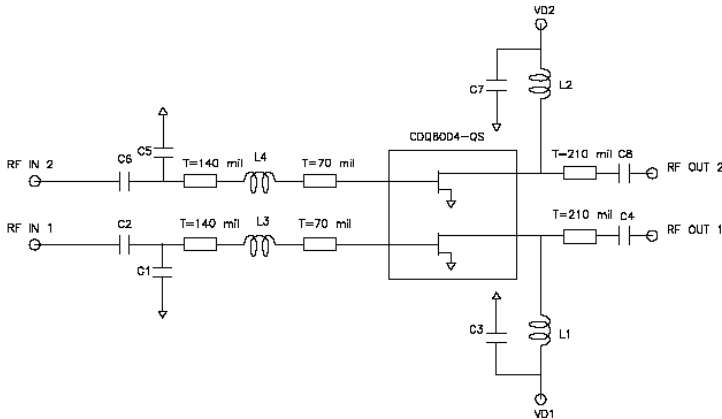 VD2
C7
L2
CDQBOD4-QS
RF IN 2
C6
C5
T=140 mil
L4
T=70 mil
T=210 mil
C8
RF OUT 2
RF IN 1
C2
C1
T=140 mil
L3
T=70 mil
T=210 mil
C4
RF OUT 1
C3
L1
VD1